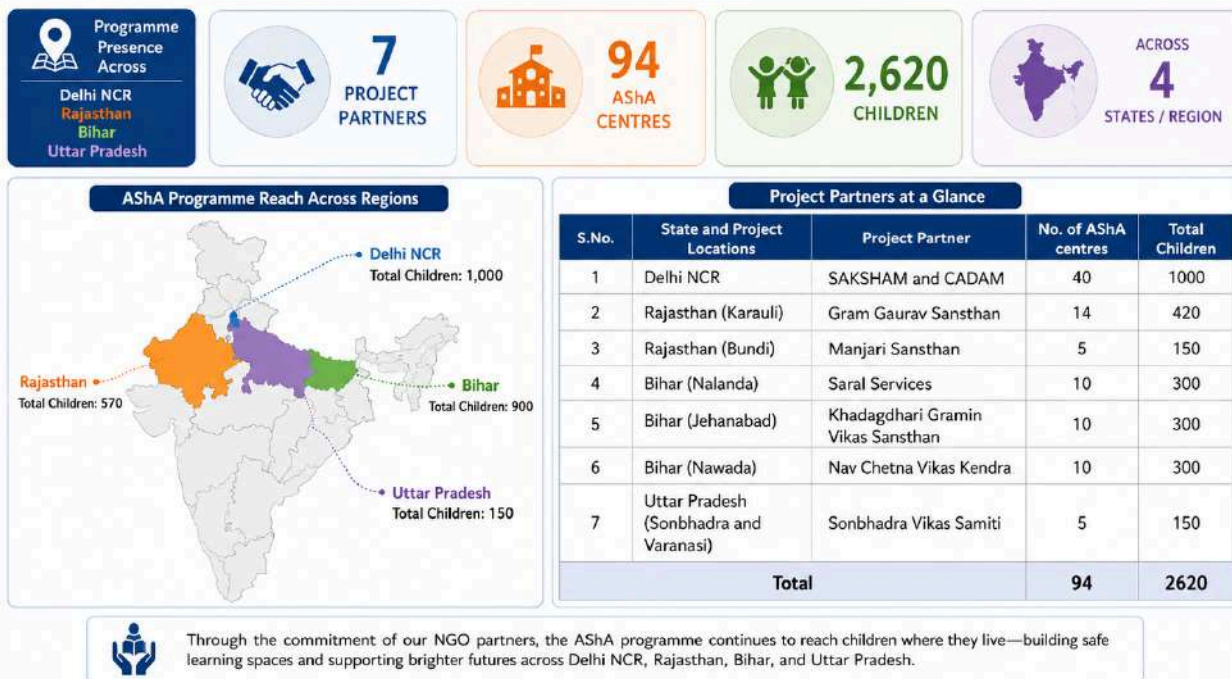 Programme
Presence
Across
Delhi NCR
Rajasthan
Bihar
Uttar Pradesh
7
PROJECT
PARTNERS
94
AShA
CENTRES
2,620
CHILDREN
ACROSS
4
STATES / REGION
AShA Programme Reach Across Regions
Delhi NCR
Total Children: 1,000
Rajasthan
Total Children: 570
Bihar
Total Children: 900
Uttar Pradesh
Total Children: 150
Project Partners at a Glance
S.No. State and Project Locations Project Partner No. of AShA centres Total Children
1 Delhi NCR SAKSHAM and CADAM 40 1000
2 Rajasthan (Karauli) Gram Gaurav Sansthan 14 420
3 Rajasthan (Bundi) Manjari Sansthan 5 150
4 Bihar (Nalanda) Saral Services 10 300
5 Bihar (Jehanabad) Khadagdhari Gramin Vikas Sansthan 10 300
6 Bihar (Nawada) Nav Chetna Vikas Kendra 10 300
7 Uttar Pradesh (Sonbhadra and Varanasi) Sonbhadra Vikas Samiti 5 150
Total 94 2620
Through the commitment of our NGO partners, the AShA programme continues to reach children where they live—building safe
learning spaces and supporting brighter futures across Delhi NCR, Rajasthan, Bihar, and Uttar Pradesh.